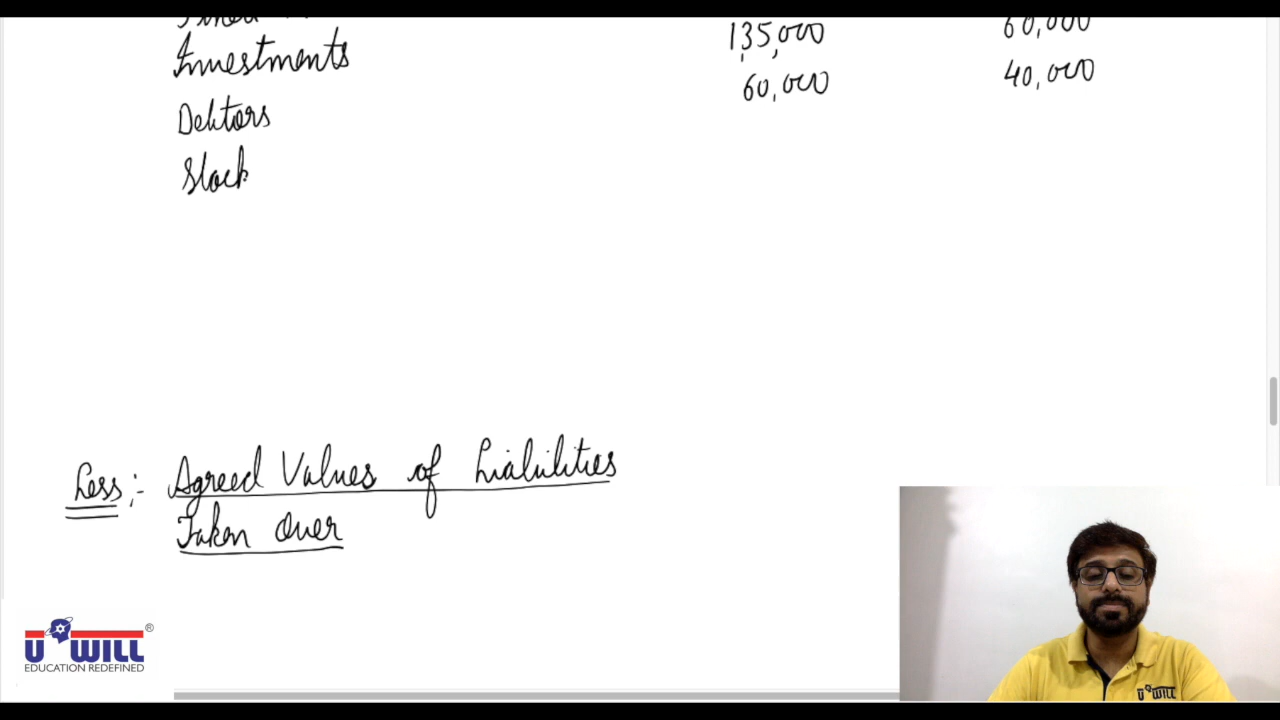 135,000 60,000
Investments
60,000 40,000
Debtors
Stock
Less:- Agreed Values of Liabilities
Taken Over
U WILL ®
EDUCATION REDEFINED
U WILL